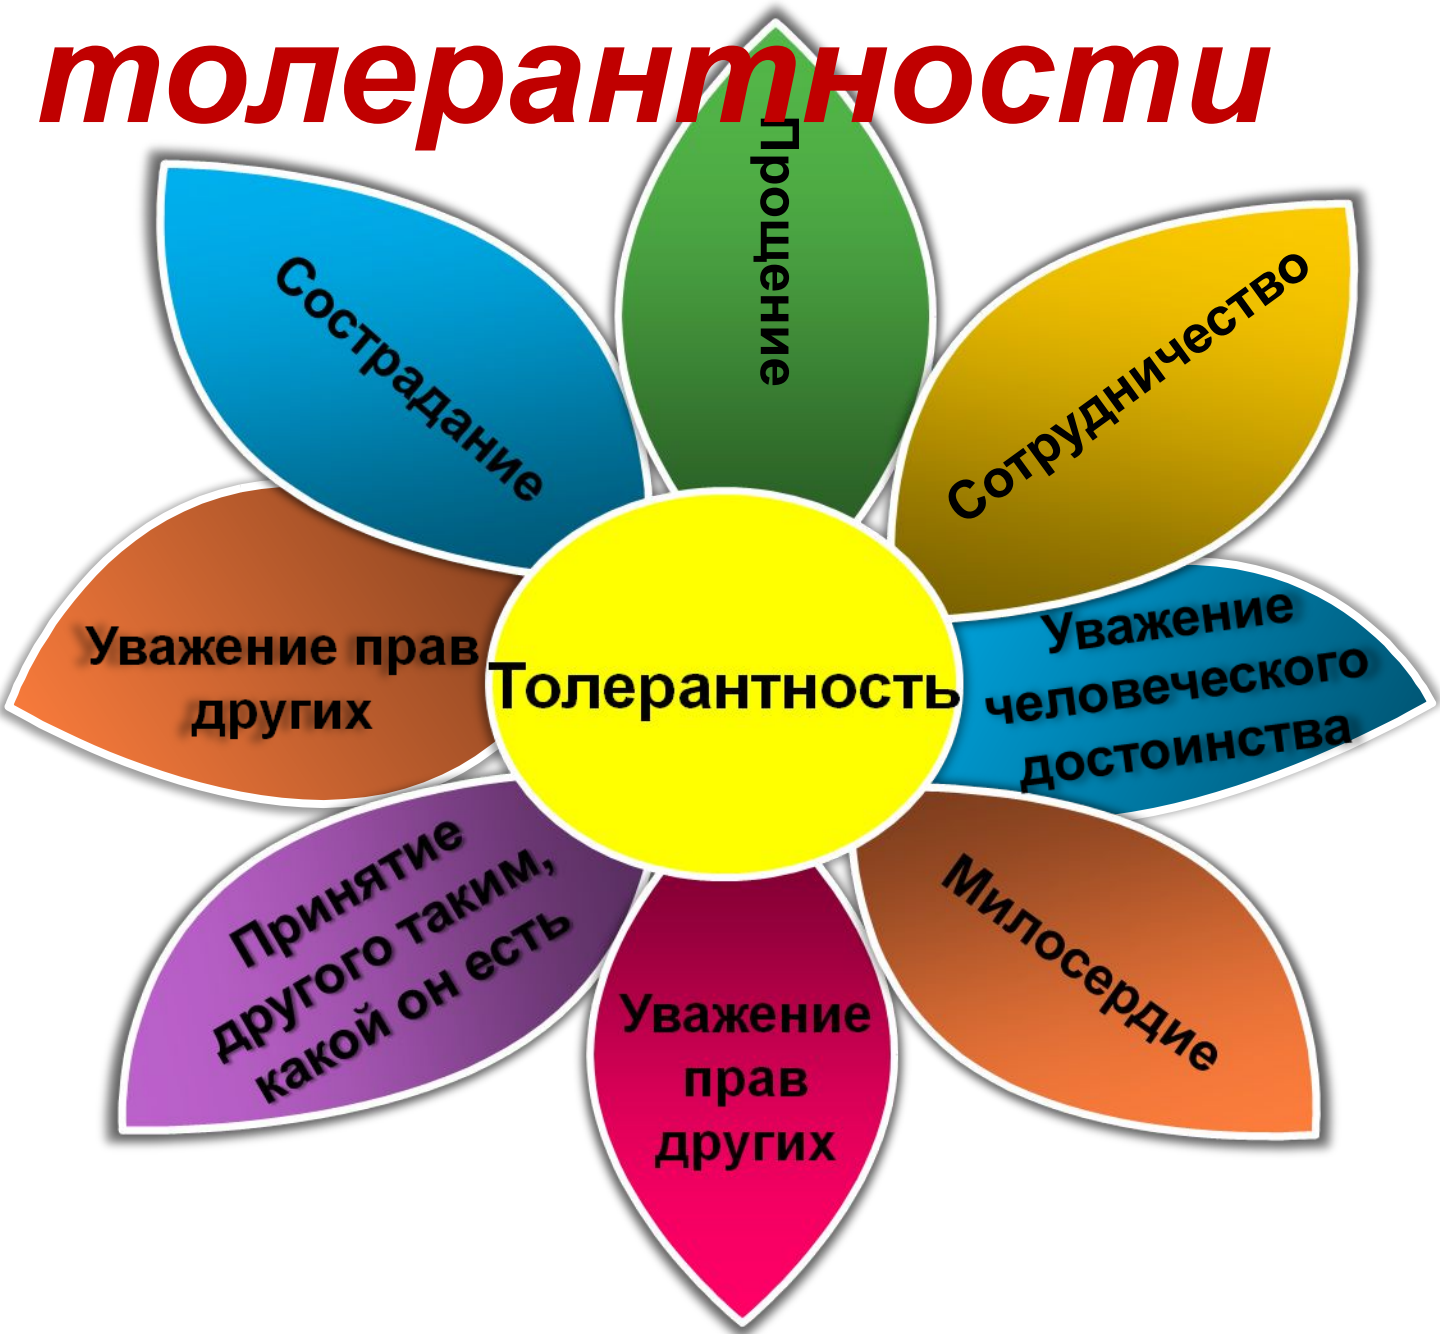 толерантности
Прощение
Сострадание
Сотрудничество
Уважение прав
других
Толерантность
Уважение
человеческого
достоинства
Принятие
другого таким,
какой он есть
Уважение
прав
других
Милосердие